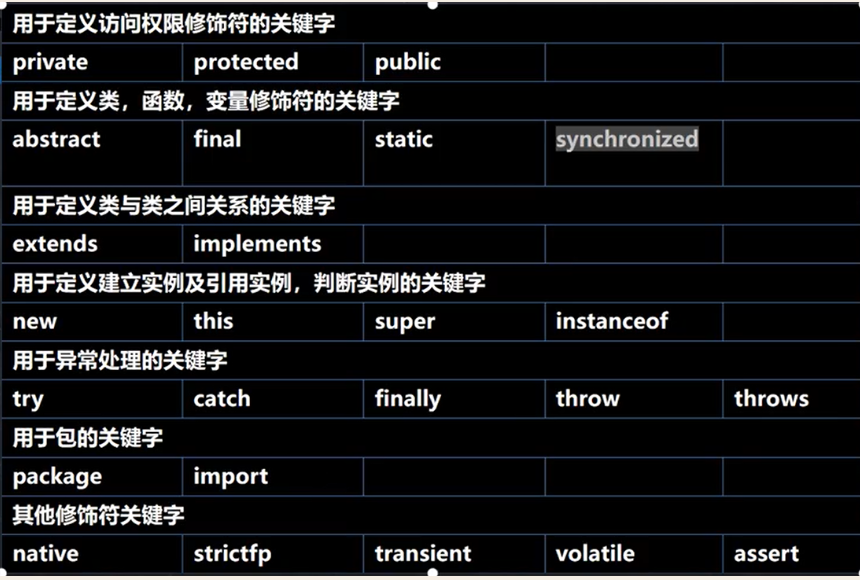 用于定义访问权限修饰符的关键字
private protected public
用于定义类，函数，变量修饰符的关键字
abstract final static synchronized
用于定义类与类之间关系的关键字
extends implements
用于定义建立实例及引用实例，判断实例的关键字
new this super instanceof
用于异常处理的关键字
try catch finally throw throws
用于包的关键字
package import
其他修饰符关键字
native strictfp transient volatile assert